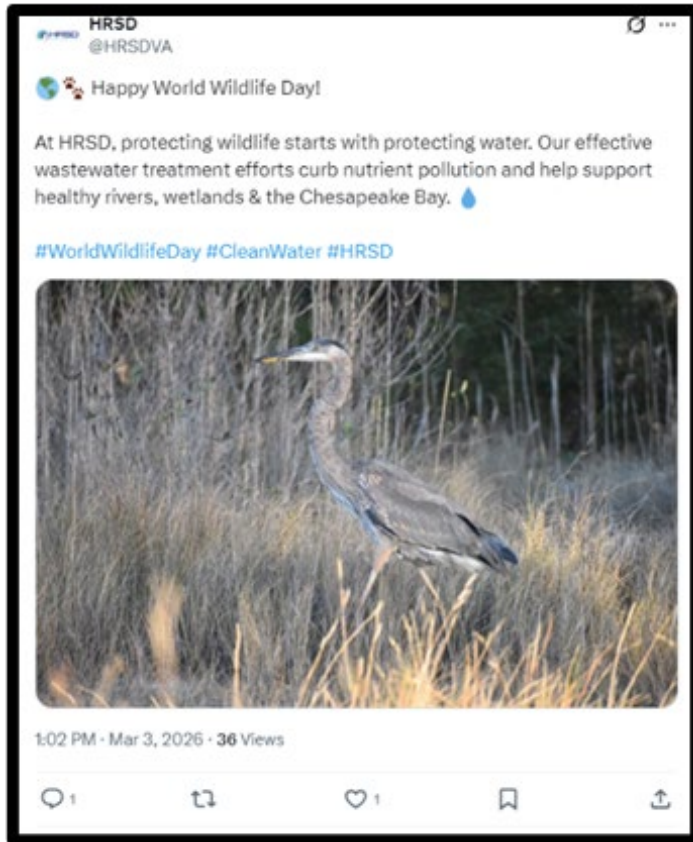 HRSD
HRSD
@HRSDVA
🌎🐾 Happy World Wildlife Day!
At HRSD, protecting wildlife starts with protecting water. Our effective
wastewater treatment efforts curb nutrient pollution and help support
healthy rivers, wetlands & the Chesapeake Bay. 💧
#WorldWildlifeDay #CleanWater #HRSD
1:02 PM · Mar 3, 2026 · 36 Views
1 1